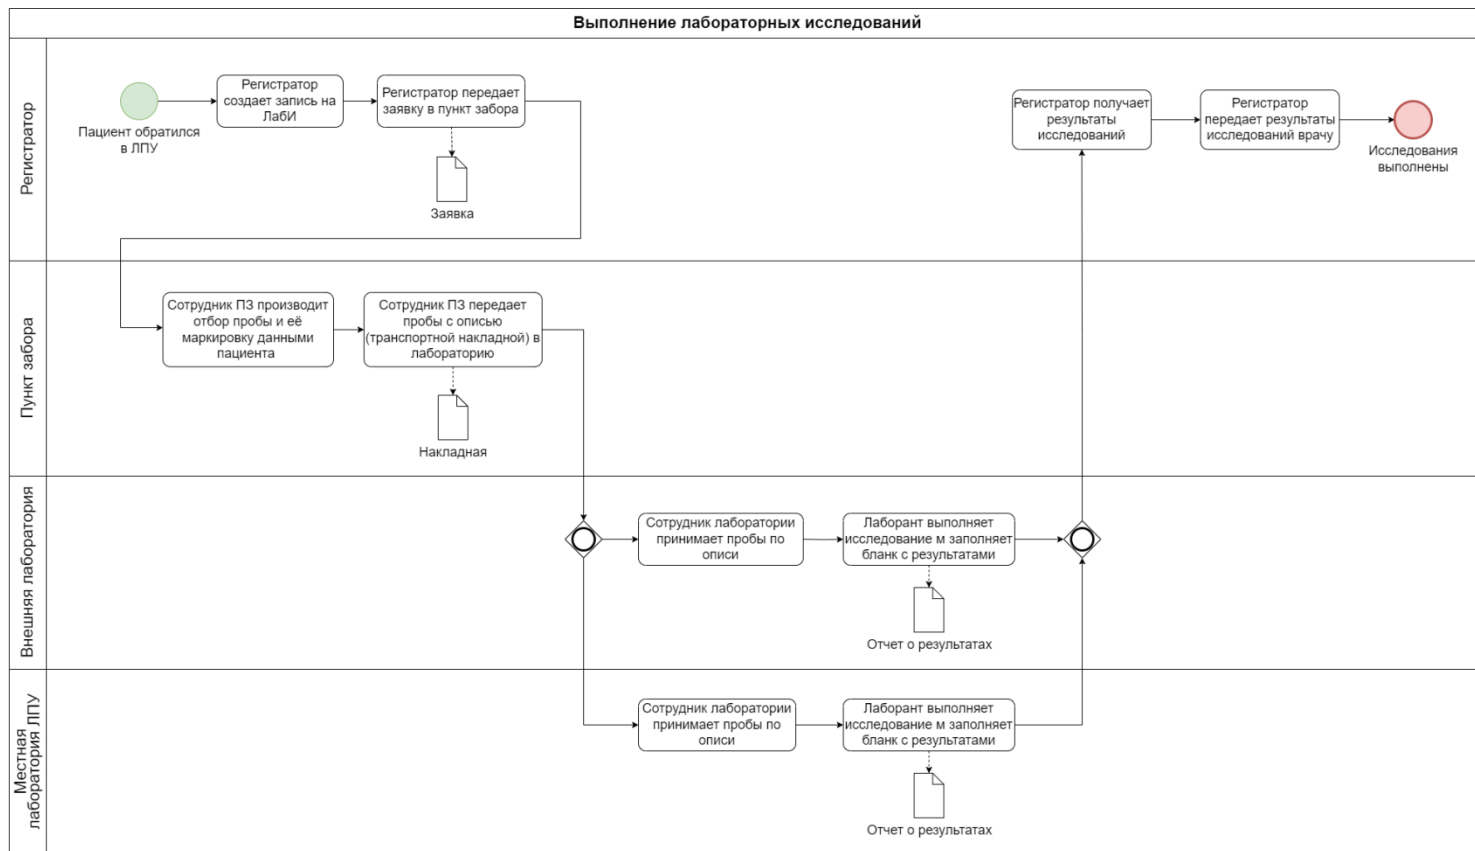 Выполнение лабораторных исследований
Регистратор
Пациент обратился
в ЛПУ
Регистратор
создает запись на
ЛабИ
Регистратор передает
заявку в пункт забора
Заявка
Регистратор получает
результаты
исследований
Регистратор
передает результаты
исследований врачу
Исследования
выполнены
Пункт забора
Сотрудник ПЗ производит
отбор пробы и её
маркировку данными
пациента
Сотрудник ПЗ передает
пробы с описью
(транспортной накладной) в
лабораторию
Накладная
Внешняя лаборатория
Сотрудник лаборатории
принимает пробы по
описи
Лаборант выполняет
исследование м заполняет
бланк с результатами
Отчет о результатах
Местная
лаборатория ЛПУ
Сотрудник лаборатории
принимает пробы по
описи
Лаборант выполняет
исследование м заполняет
бланк с результатами
Отчет о результатах